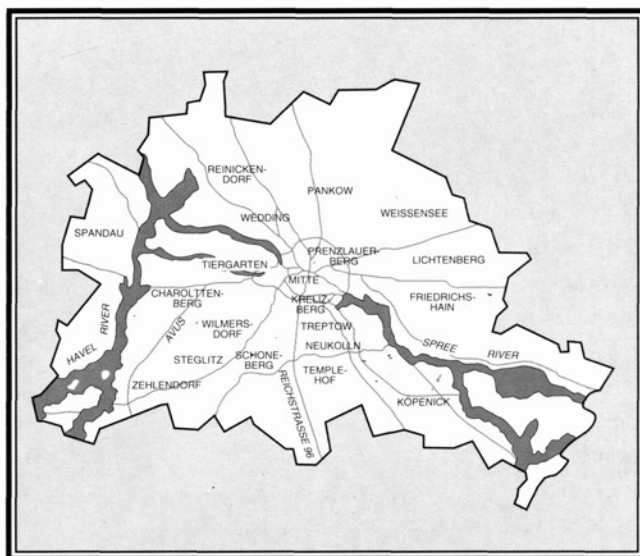 REINICKEN-
DORF
PANKOW
WEISSENSEE
WEDDING
SPANDAU
PRENZLAUER-
BERG
LICHTENBERG
TIERGARTEN
MITTE
CHAROLTTEN-
BERG
KREUZ-
BERG
FRIEDRICHS-
HAIN
HAVEL RIVER
AVUS
WILMERS-
DORF
TREPTOW
NEUKOLLN
SPREE RIVER
STEGLITZ
SCHONE-
BERG
TEMPLE-
HOF
ZEHLENDORF
REICHSTRASSE 96
KÖPENICK